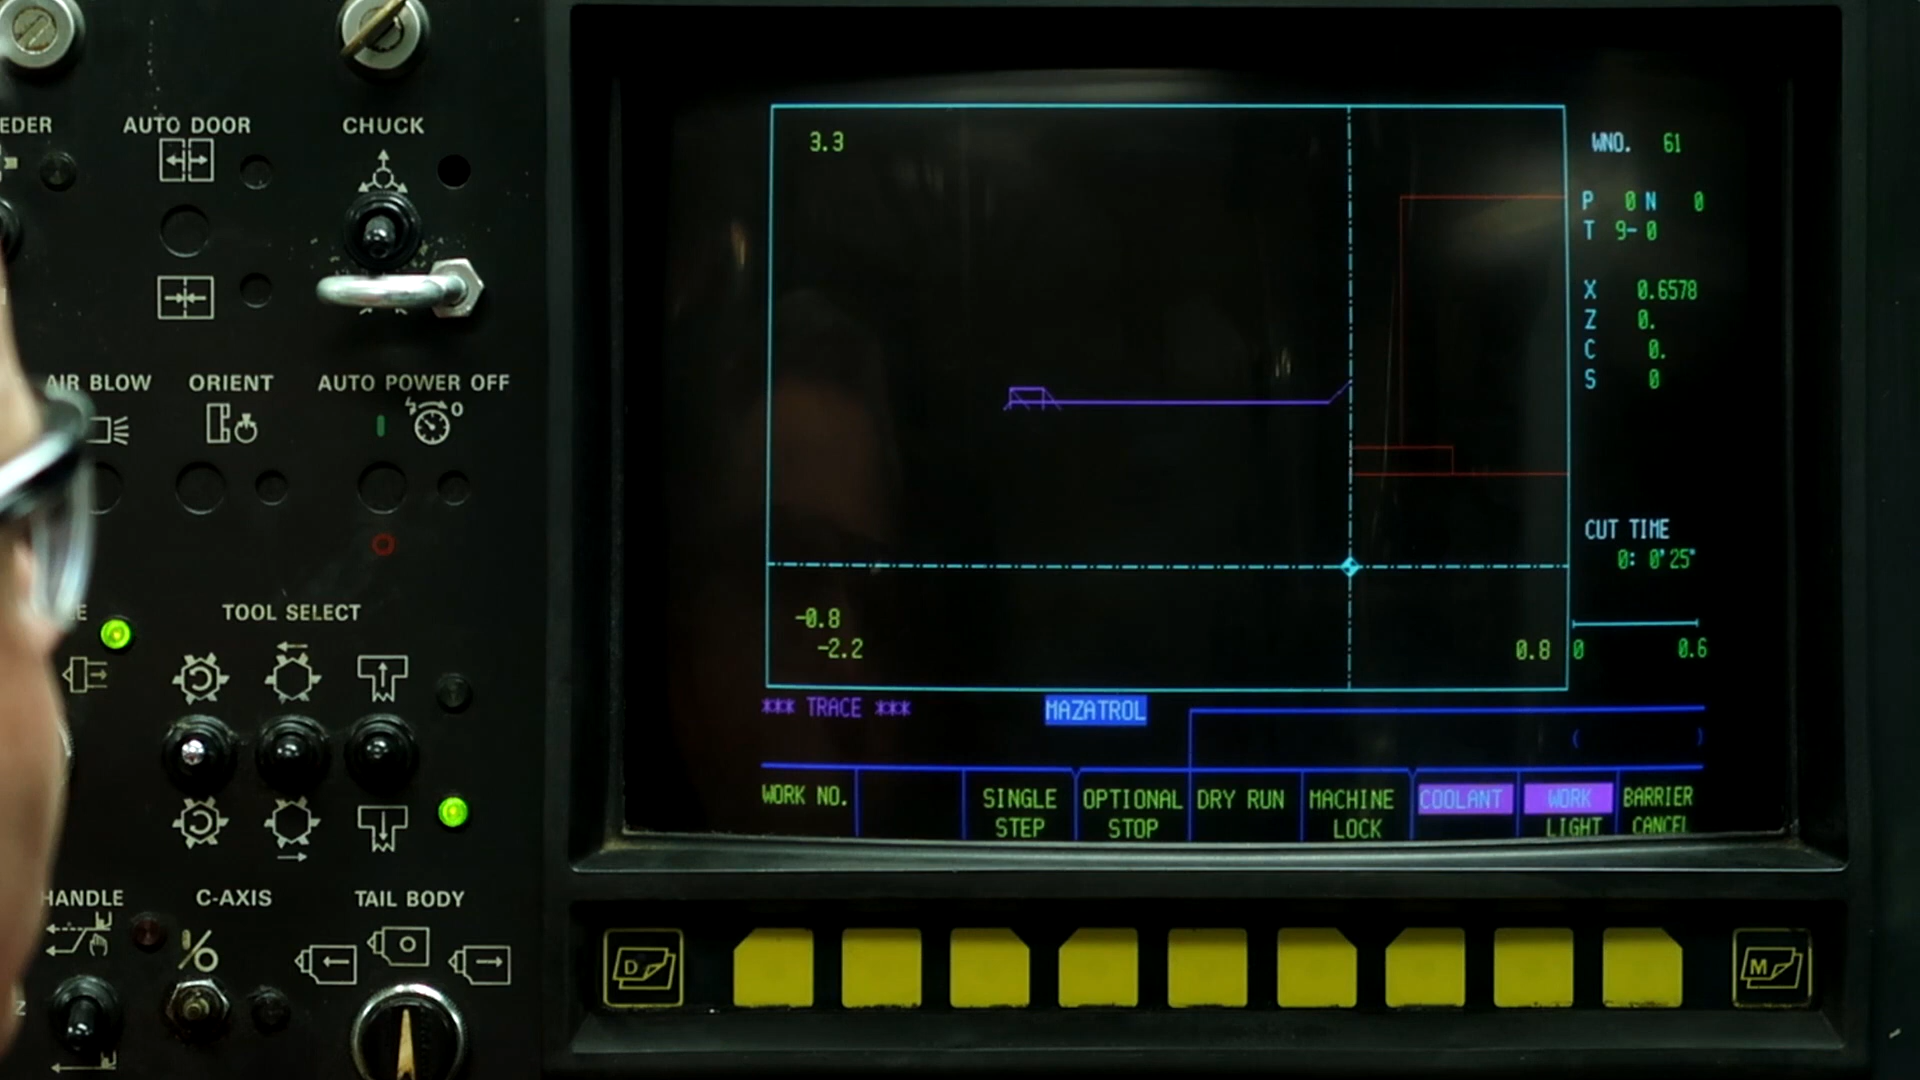 EDER
AUTO DOOR
CHUCK
AIR BLOW
ORIENT
AUTO POWER OFF
O
LE
TOOL SELECT
HANDLE
C-AXIS
TAIL BODY
Z
3.3
-0.8
-2.2
0.8
WNO. 61
P 0 N 0
T 9- 0
X 0.6578
Z 0.
C 0.
S 0
CUT TIME
0: 0'25"
0 0.6
*** TRACE ***
MAZATROL
( )
WORK NO.
SINGLE
STEP
OPTIONAL
STOP
DRY RUN
MACHINE
LOCK
COOLANT
WORK
LIGHT
BARRIER
CANCEL
D
M